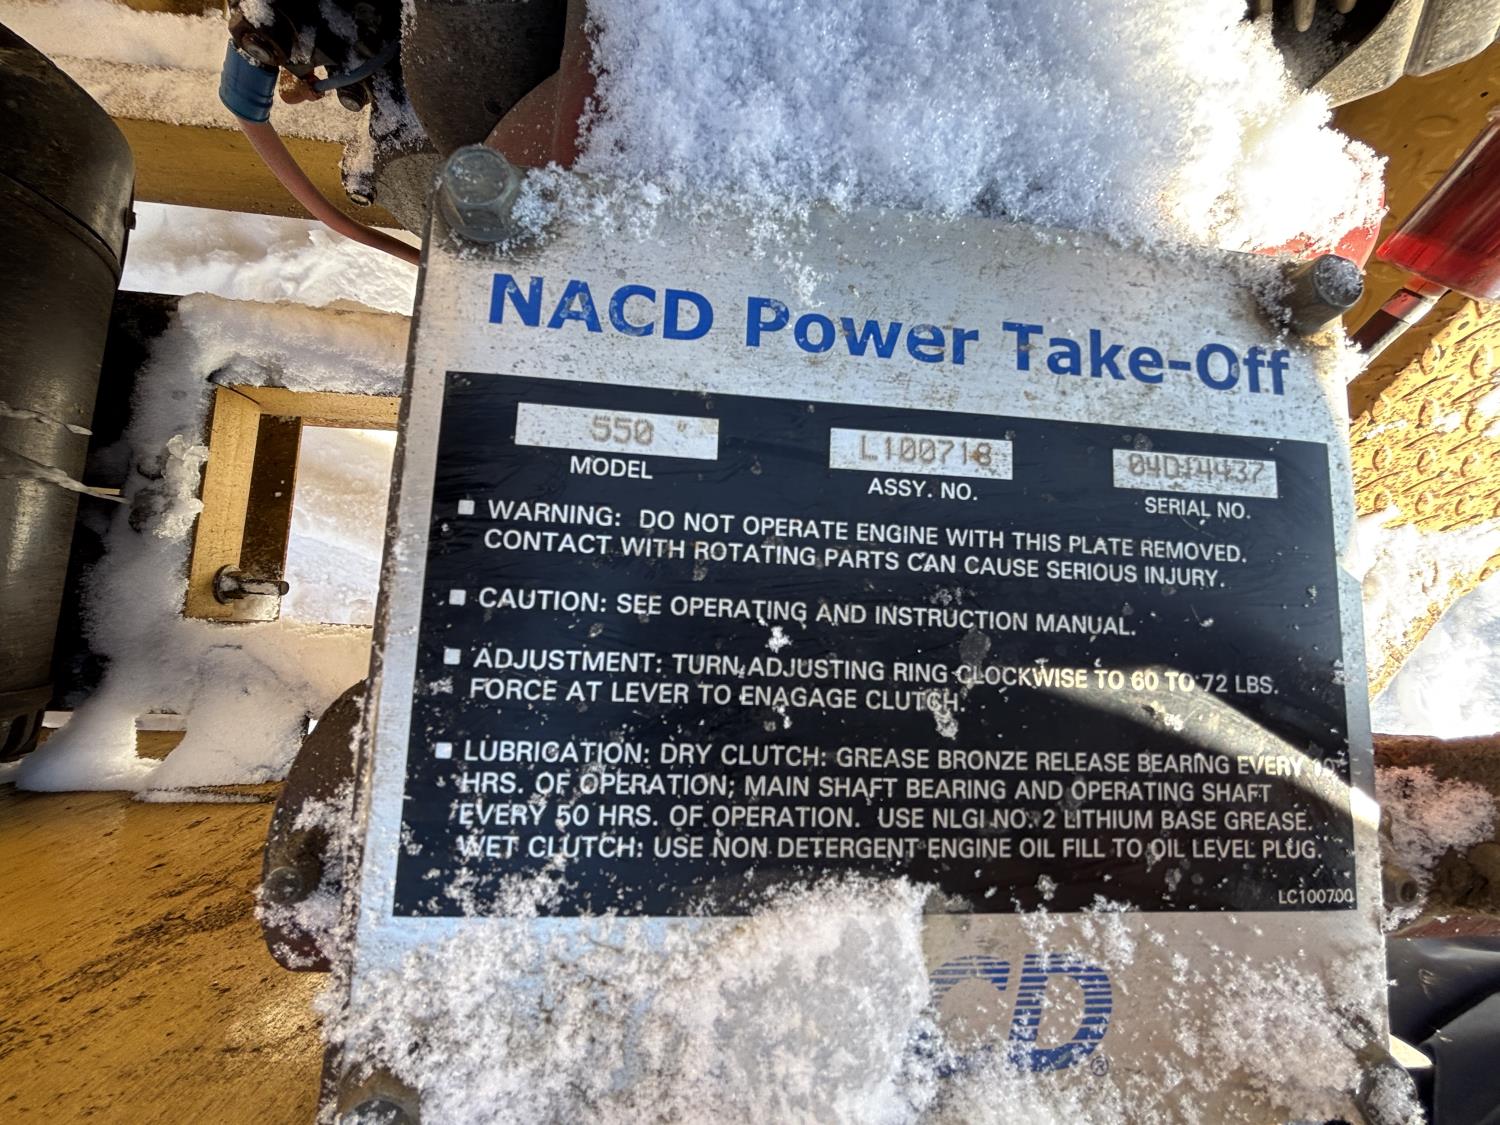 NACD Power Take-Off
550 L100718
MODEL ASSY. NO. SERIAL NO.
WARNING: DO NOT OPERATE ENGINE WITH THIS PLATE REMOVED.
CONTACT WITH ROTATING PARTS CAN CAUSE SERIOUS INJURY.
CAUTION: SEE OPERATING AND INSTRUCTION MANUAL.
ADJUSTMENT: TURN ADJUSTING RING CLOCKWISE TO 60 TO 72 LBS.
FORCE AT LEVER TO ENAGAGE CLUTCH.
LUBRICATION: DRY CLUTCH: GREASE BRONZE RELEASE BEARING EVERY
HRS. OF OPERATION; MAIN SHAFT BEARING AND OPERATING SHAFT
EVERY 50 HRS. OF OPERATION. USE NLGI NO. 2 LITHIUM BASE GREASE.
WET CLUTCH: USE NON DETERGENT ENGINE OIL FILL TO OIL LEVEL PLUG.
LC100700
CD®